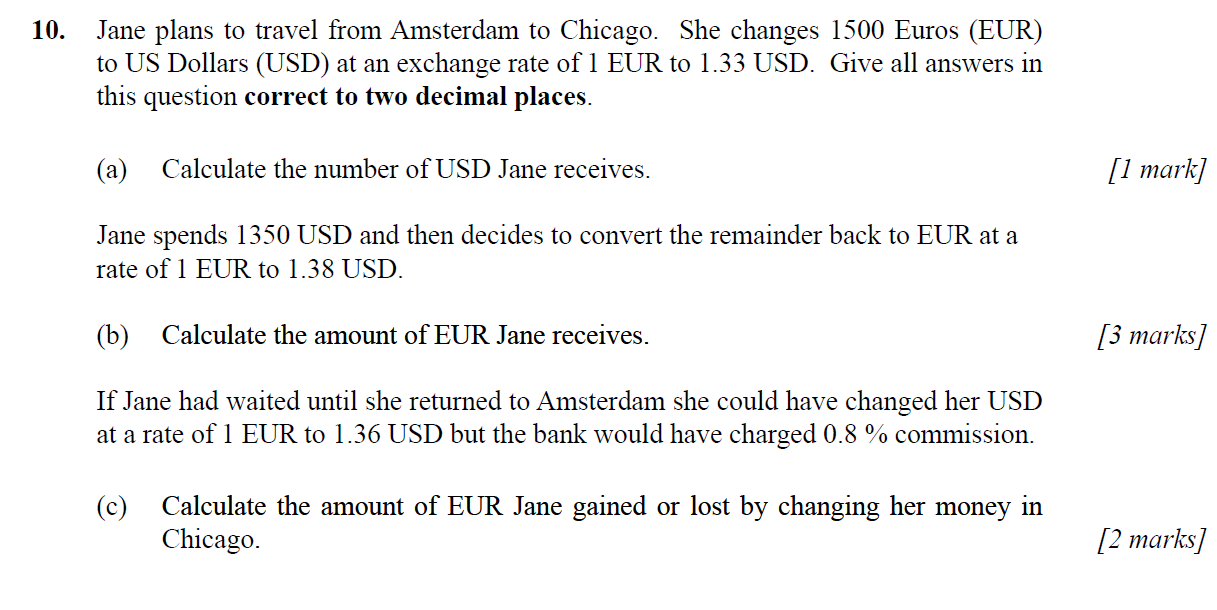 10. Jane plans to travel from Amsterdam to Chicago. She changes 1500 Euros (EUR)
to US Dollars (USD) at an exchange rate of 1 EUR to 1.33 USD. Give all answers in
this question correct to two decimal places.
(a) Calculate the number of USD Jane receives. [1 mark]
Jane spends 1350 USD and then decides to convert the remainder back to EUR at a
rate of 1 EUR to 1.38 USD.
(b) Calculate the amount of EUR Jane receives. [3 marks]
If Jane had waited until she returned to Amsterdam she could have changed her USD
at a rate of 1 EUR to 1.36 USD but the bank would have charged 0.8 % commission.
(c) Calculate the amount of EUR Jane gained or lost by changing her money in
Chicago. [2 marks]